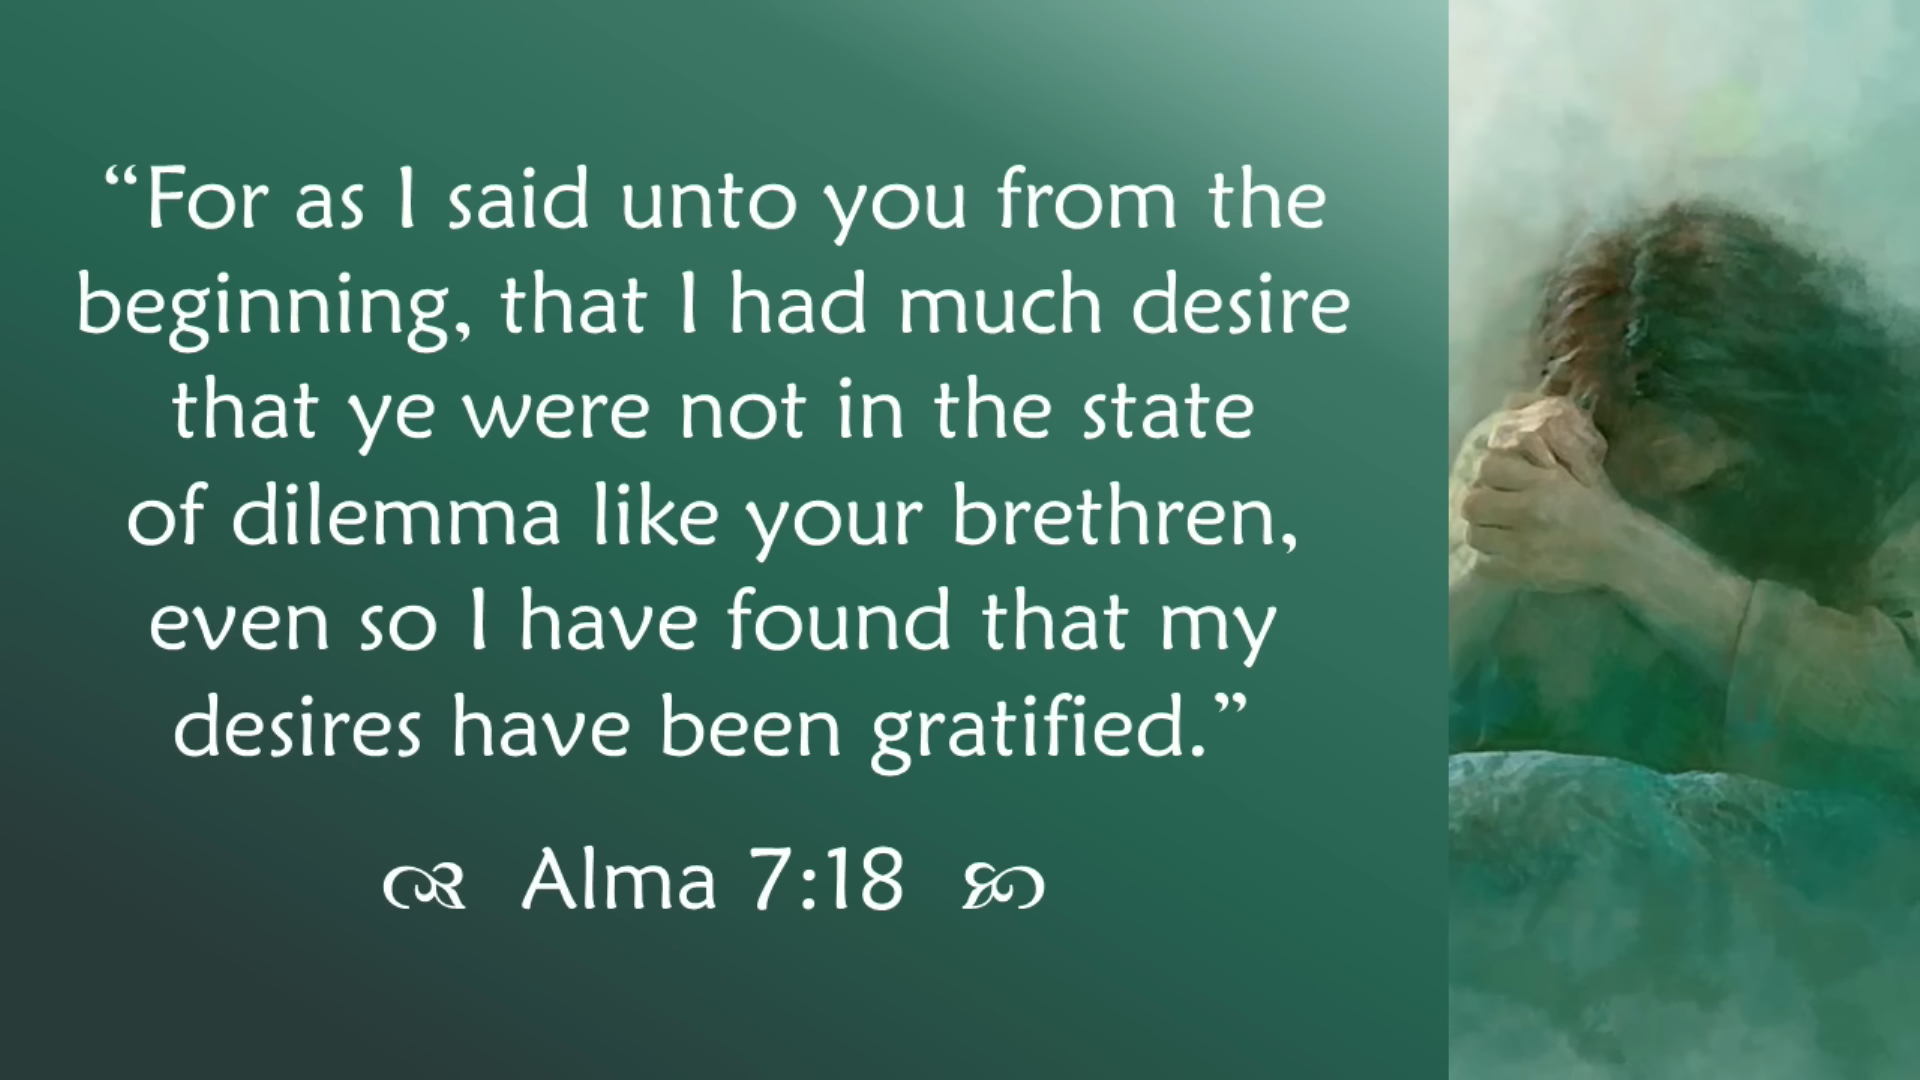 “For as I said unto you from the
beginning, that I had much desire
that ye were not in the state
of dilemma like your brethren,
even so I have found that my
desires have been gratified.”
Alma 7:18